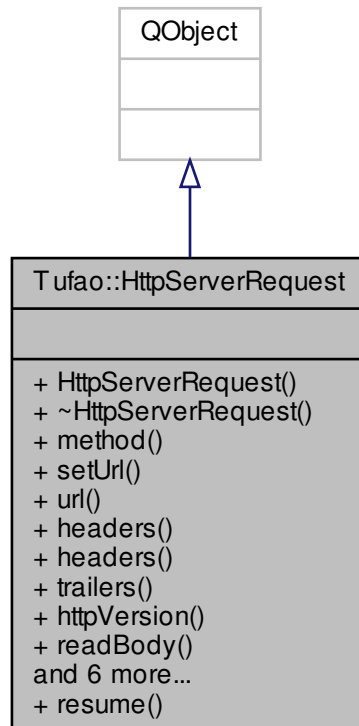 QObject
Tufao::HttpServerRequest
+ HttpServerRequest()
+ ~HttpServerRequest()
+ method()
+ setUrl()
+ url()
+ headers()
+ headers()
+ trailers()
+ httpVersion()
+ readBody()
and 6 more...
+ resume()